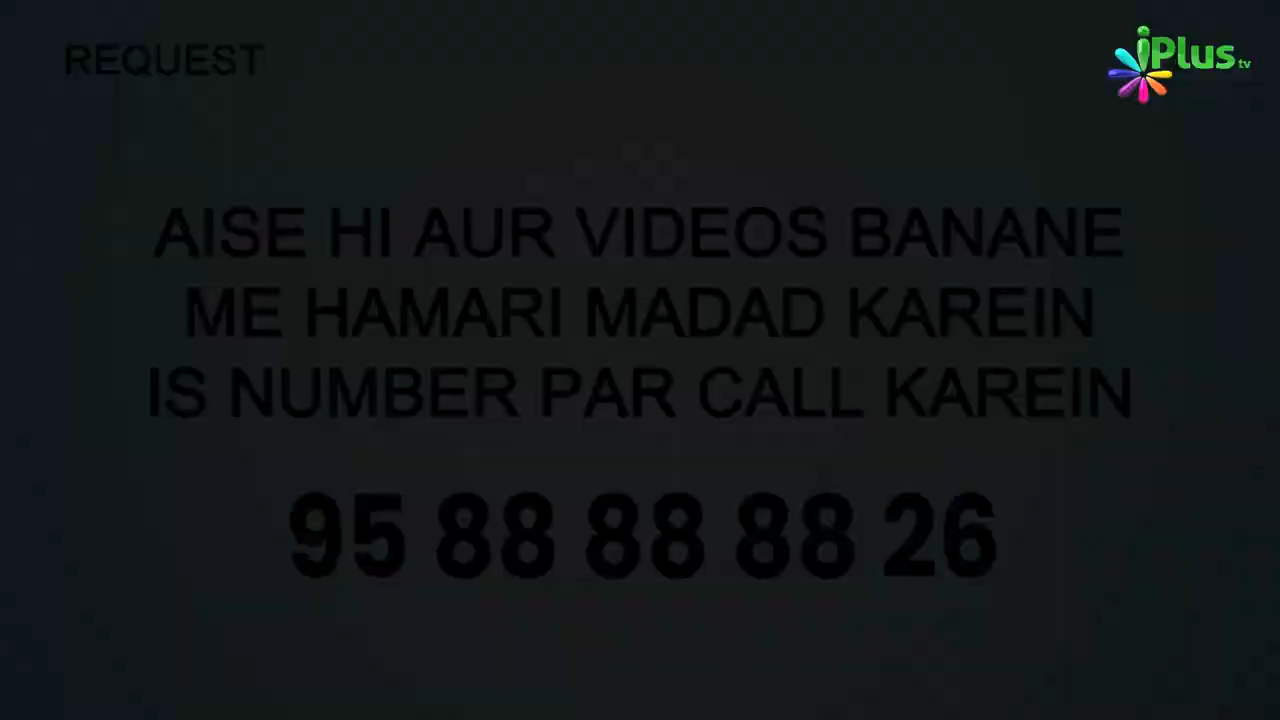 REQUEST
iPlus tv
AISE HI AUR VIDEOS BANANE
ME HAMARI MADAD KAREIN
IS NUMBER PAR CALL KAREIN
95 88 88 88 26